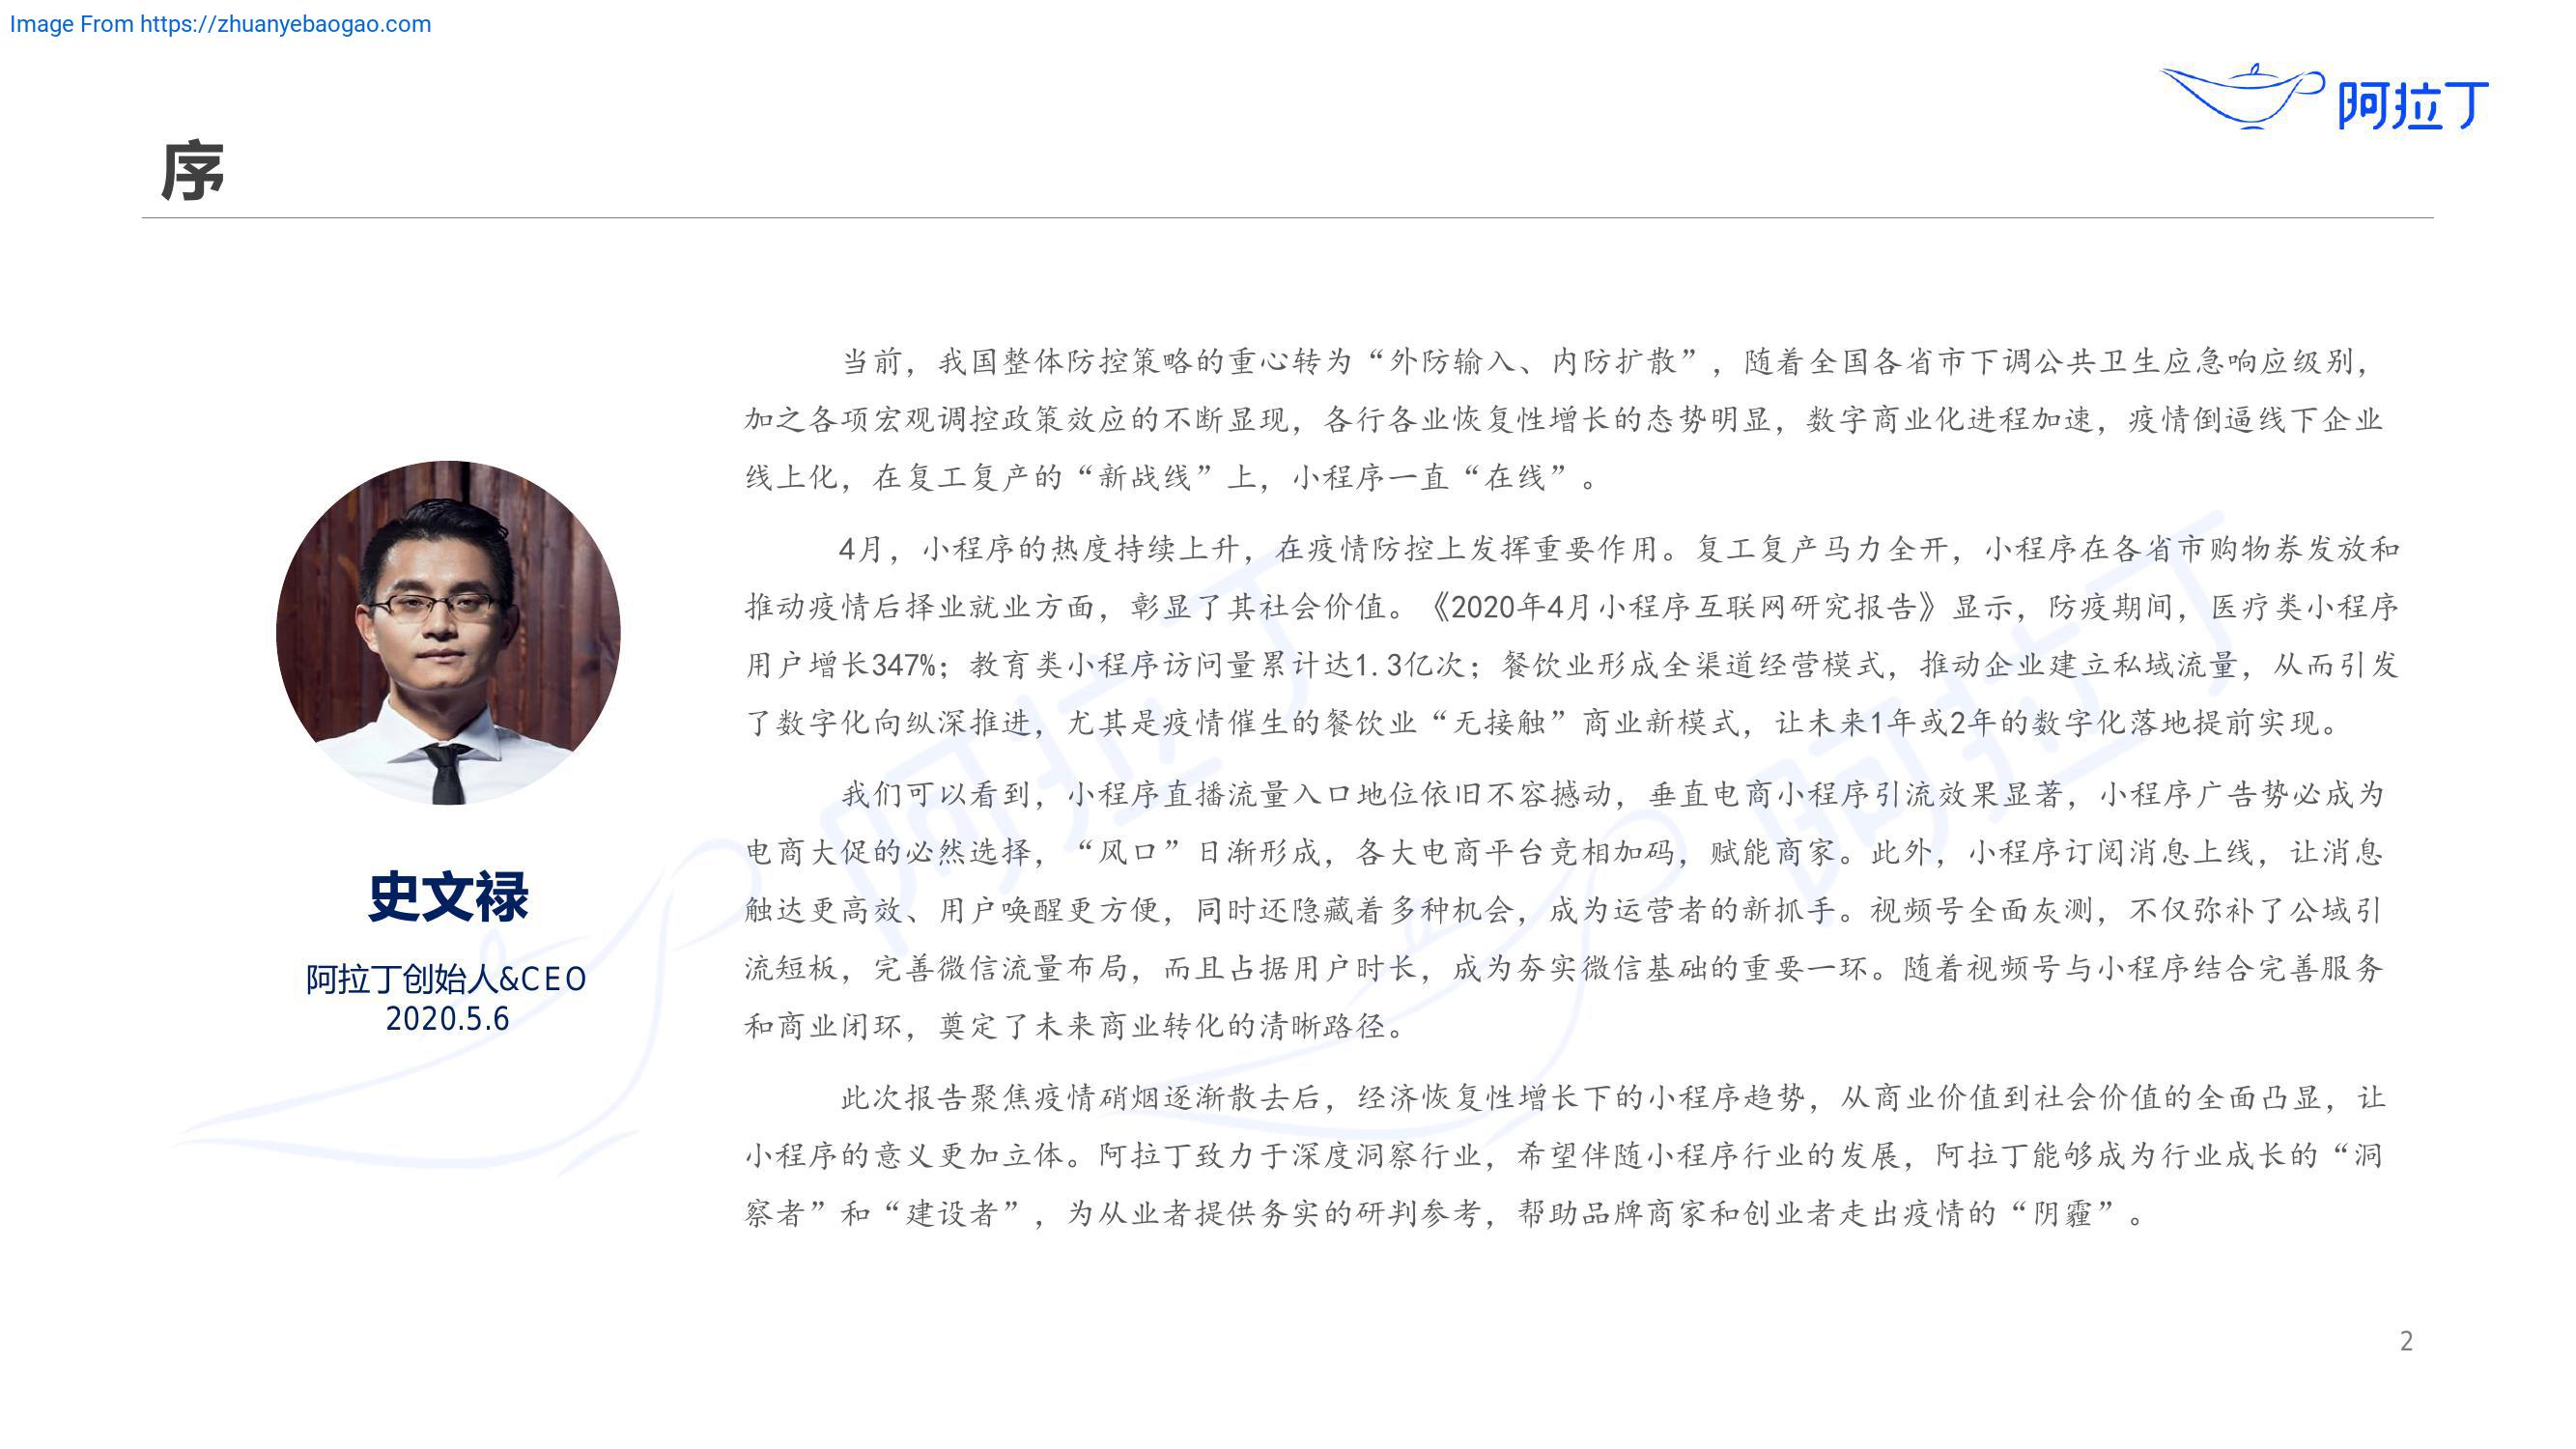 Image From https://zhuanyebaogao.com
阿拉丁
序
当前，我国整体防控策略的重心转为“外防输入、内防扩散”，随着全国各省市下调公共卫生应急响应级别，
加之各项宏观调控政策效应的不断显现，各行各业恢复性增长的态势明显，数字商业化进程加速，疫情倒逼线下企业
线上化，在复工复产的“新战线”上，小程序一直“在线”。
4月，小程序的热度持续上升，在疫情防控上发挥重要作用。复工复产马力全开，小程序在各省市购物券发放和
推动疫情后择业就业方面，彰显了其社会价值。《2020年4月小程序互联网研究报告》显示，防疫期间，医疗类小程序
用户增长347%；教育类小程序访问量累计达1.3亿次；餐饮业形成全渠道经营模式，推动企业建立私域流量，从而引发
了数字化向纵深推进，尤其是疫情催生的餐饮业“无接触”商业新模式，让未来1年或2年的数字化落地提前实现。
我们可以看到，小程序直播流量入口地位依旧不容撼动，垂直电商小程序引流效果显著，小程序广告势必成为
电商大促的必然选择，“风口”日渐形成，各大电商平台竞相加码，赋能商家。此外，小程序订阅消息上线，让消息
触达更高效、用户唤醒更方便，同时还隐藏着多种机会，成为运营者的新抓手。视频号全面灰测，不仅弥补了公域引
流短板，完善微信流量布局，而且占据用户时长，成为夯实微信基础的重要一环。随着视频号与小程序结合完善服务
和商业闭环，奠定了未来商业转化的清晰路径。
此次报告聚焦疫情硝烟逐渐散去后，经济恢复性增长下的小程序趋势，从商业价值到社会价值的全面凸显，让
小程序的意义更加立体。阿拉丁致力于深度洞察行业，希望伴随小程序行业的发展，阿拉丁能够成为行业成长的“洞
察者”和“建设者”，为从业者提供务实的研判参考，帮助品牌商家和创业者走出疫情的“阴霾”。
史文禄
阿拉丁创始人&CEO
2020.5.6
阿拉丁
阿拉丁
2